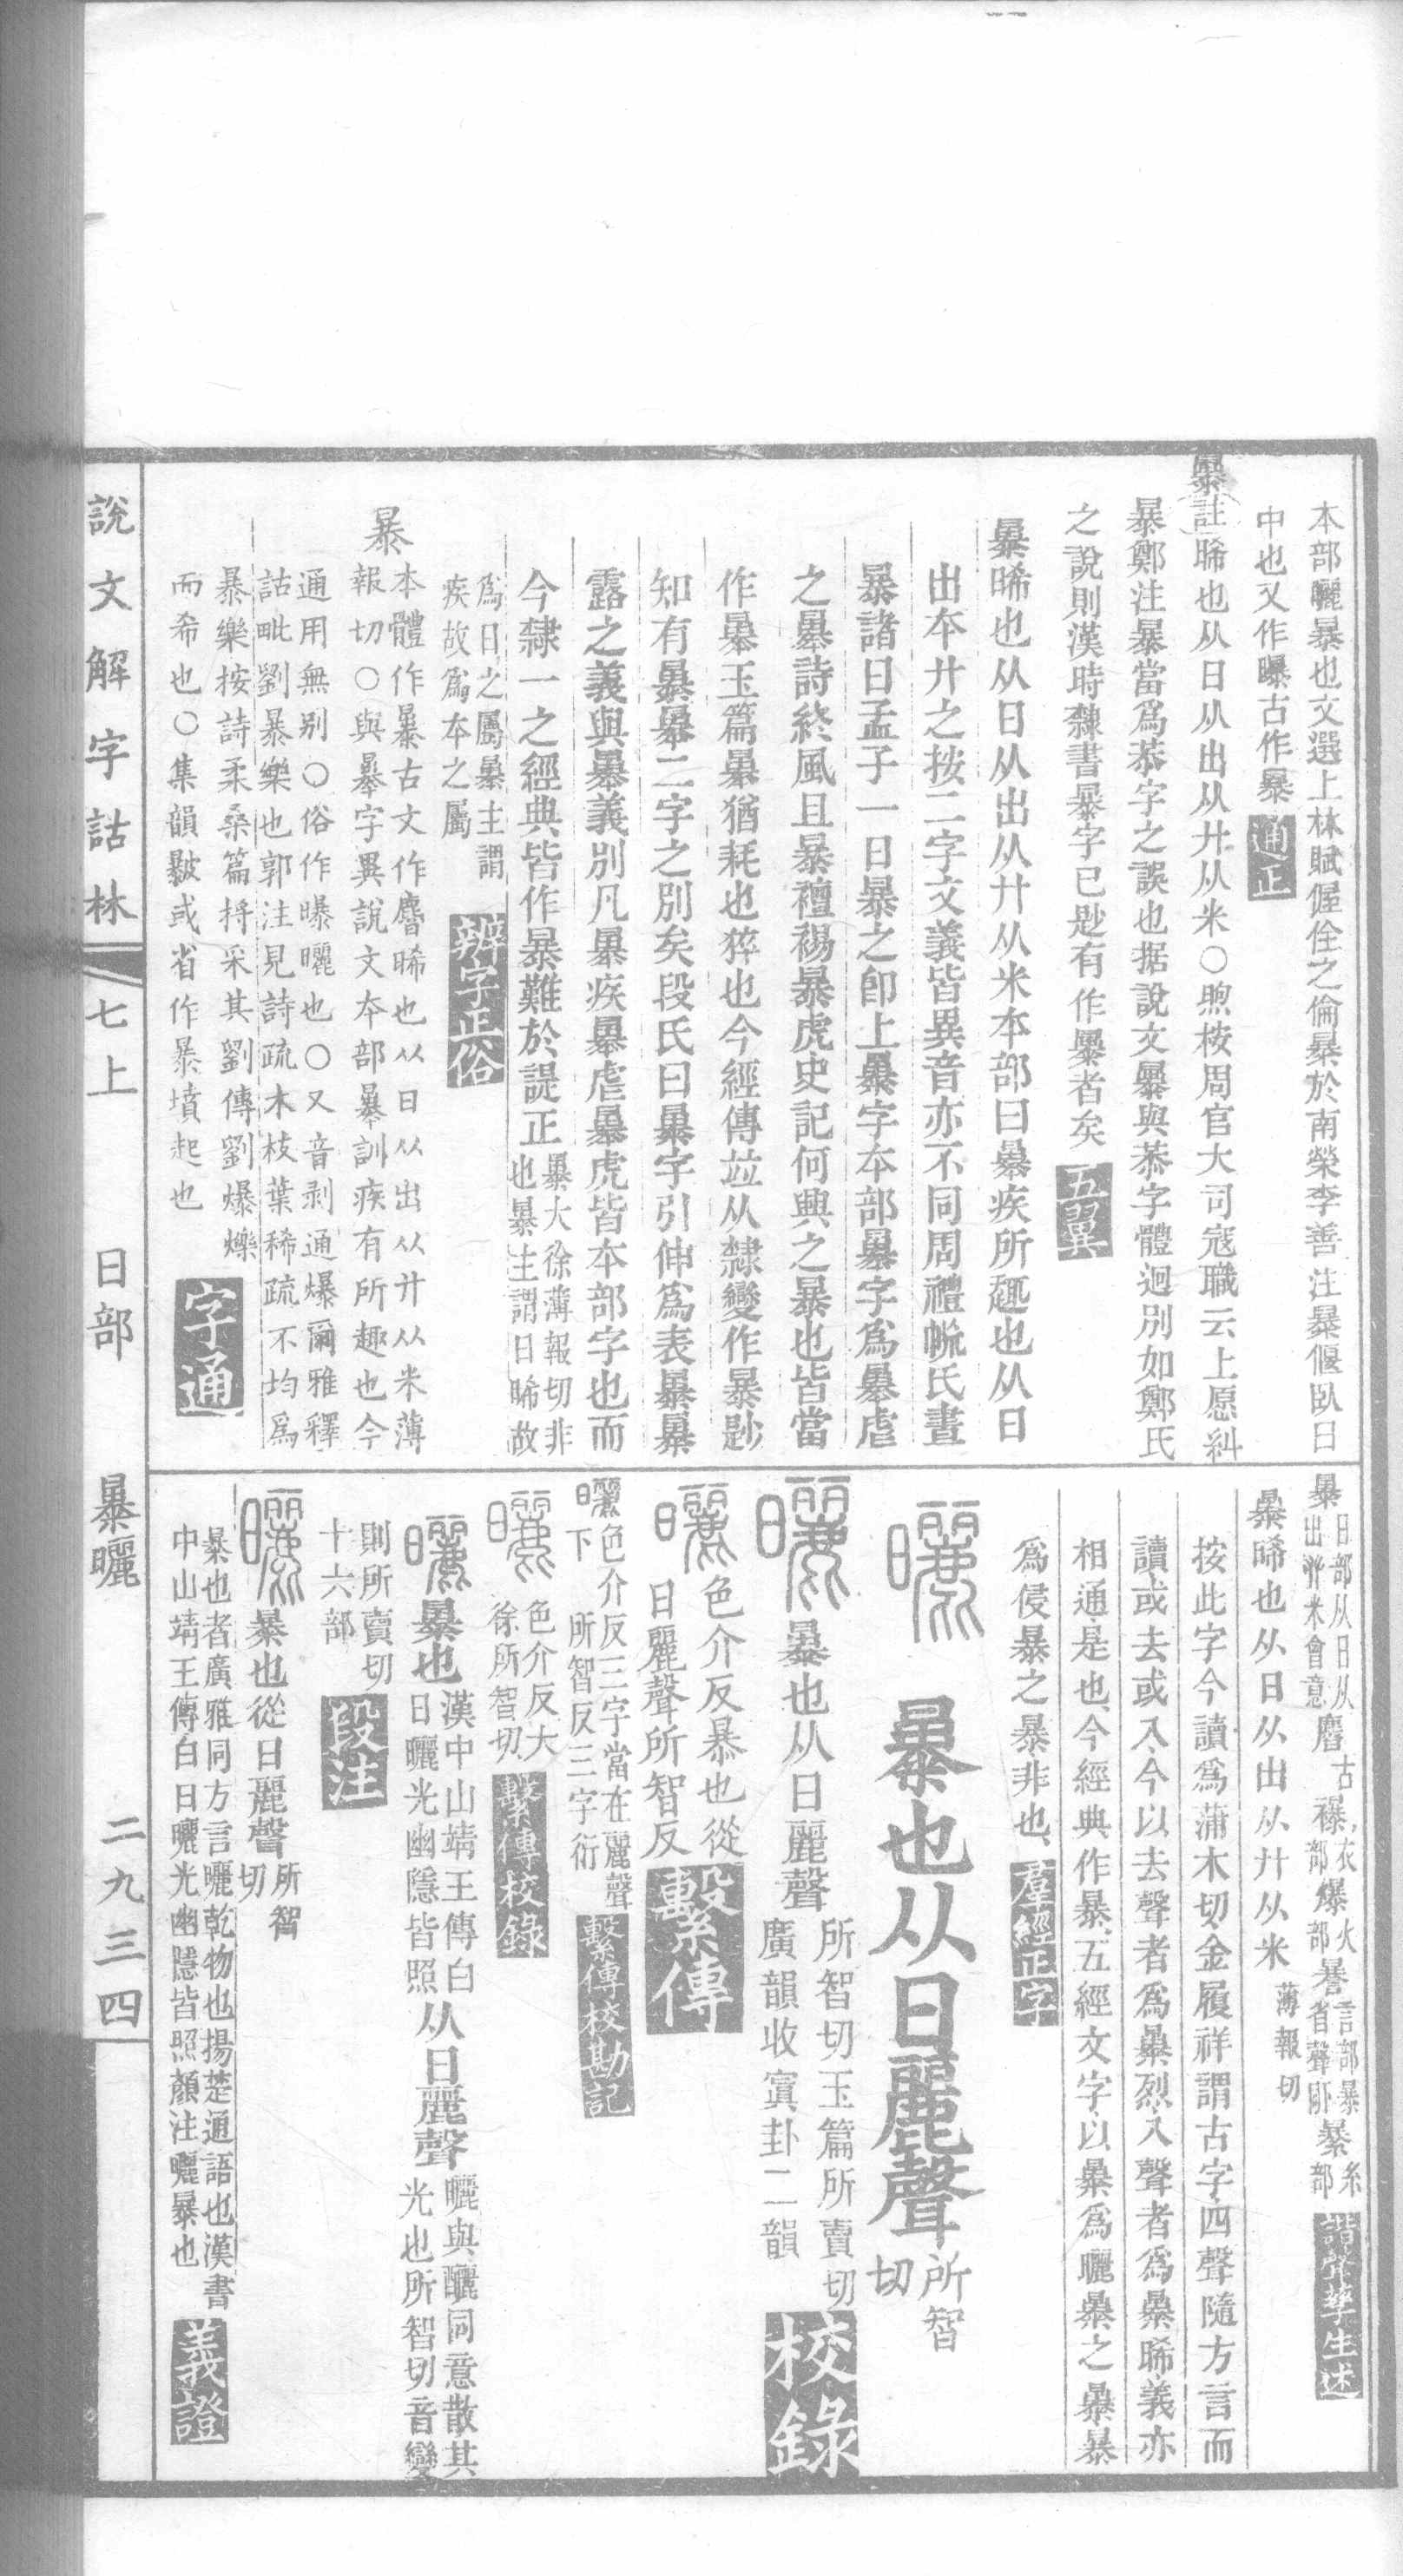 本部曬暴也文選上林賦偓佺之倫暴於南榮李善注暴偃臥日
中也又作曝古作㬥
通正
㬥註晞也从日从出从廾从米○煦桉周官大司寇職云上愿糾
暴鄭注暴當爲恭字之誤也据說文㬥與恭字體迥別如鄭氏
之說則漢時隸書暴字已尟有作㬥者矣
五翼
㬥晞也从日从出从廾从米本部曰㬥疾所趣也从日
出夲廾之按二字文義皆異音亦不同周禮㡛氏晝
暴諸日孟子一日暴之卽上㬥字夲部㬥字爲㬥虐
之㬥詩終風且暴襢裼暴虎史記何興之暴也皆當
作㬥玉篇㬥猶耗也猝也今經傳竝从隸變作暴尟
知有㬥㬥二字之別矣段氏曰㬥字引伸爲表㬥㬥
露之義與㬥義別凡㬥疾㬥虐㬥虎皆本部字也而
今隸一之經典皆作暴難於諟正
㬥大徐薄報切非
也㬥主謂日晞故
爲日之屬㬥主謂
疾故爲夲之屬
辨字正俗
暴
本體作㬥古文作麿晞也从日从出从廾从米薄
報切○與㬥字異說文夲部㬥訓疾有所趣也今
通用無別○俗作曝曬也○又音剥通爆爾雅釋
詁毗劉暴樂也郭注見詩疏木枝葉稀疏不均爲
暴樂按詩柔桑篇捋采其劉傳劉爆爍
而希也○集韻皺或省作暴墳起也
字通
㬥
日部从日从
出廾米會意
古
衣部
爆
火部
言部暴
省聲
糸部
諧聲孳生述
㬥晞也从日从出从廾从米
薄報切
按此字今讀爲蒲木切金履祥謂古字四聲隨方言而
讀或去或入今以去聲者爲㬥烈入聲者爲㬥晞義亦
相通是也今經典作暴五經文字以㬥爲曬㬥之㬥暴
爲侵暴之暴非也
羣經正字
曬
暴也从日麗聲
所智
切
曬
暴也从日麗聲
所智切玉篇所賣切
廣韻收寘卦二韻
校錄
曬
色介反暴也從
日麗聲所智反
繫傳
曬
色介反三字當在麗聲
下所智反三字衍
繫傳校勘記
曬
色介反大
徐所智切
繫傳校錄
曬
㬥也
漢中山靖王傳白
日曬光幽隱皆照
从日麗聲
曬與釃同意散其
光也所智切音變
則所賣切
十六部
段注
曬
㬥也從日麗聲
所智
切
㬥也者廣雅同方言曬乾物也揚楚通語也漢書
中山靖王傳白日曬光幽隱皆照顏注曬暴也
義證
說文解字詁林
七上
日部
㬥曬
二九三四